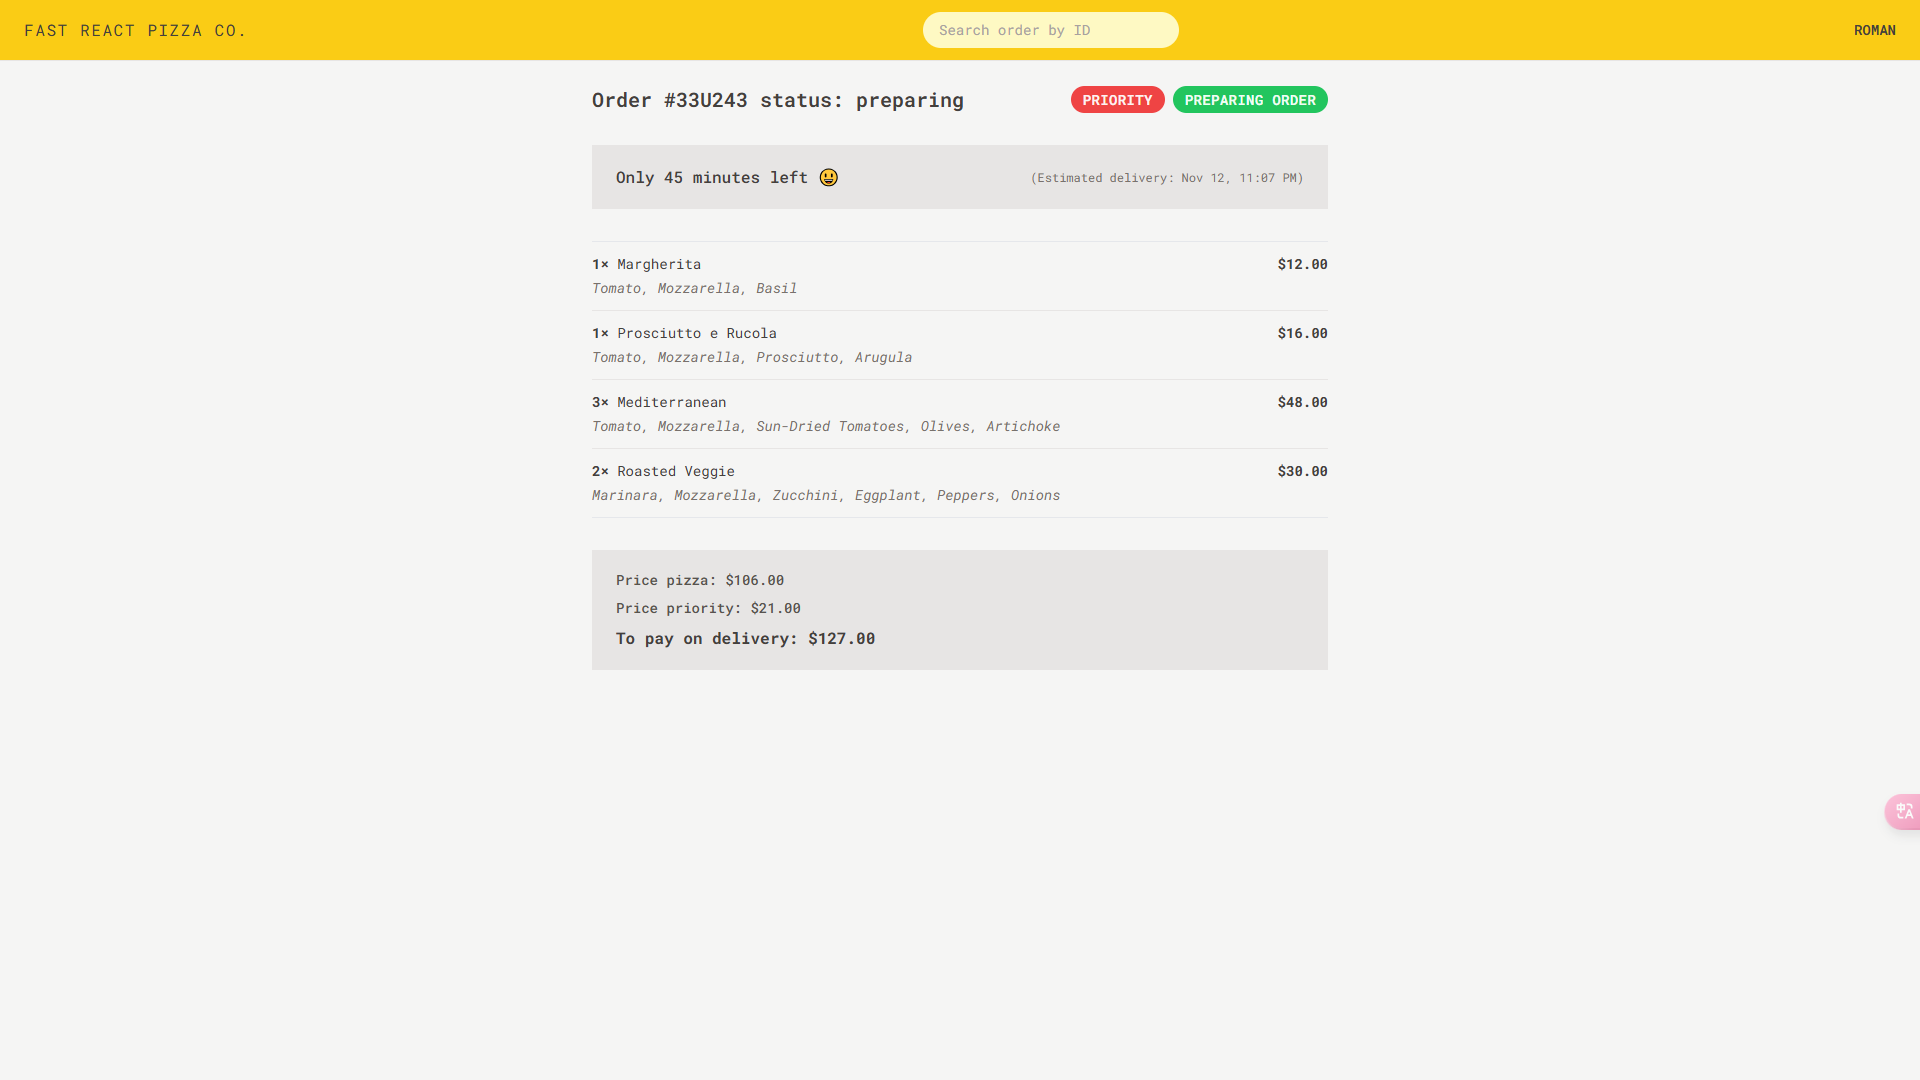 FAST REACT PIZZA CO.
Search order by ID
ROMAN
Order #33U243 status: preparing
PRIORITY
PREPARING ORDER
Only 45 minutes left 😃
(Estimated delivery: Nov 12, 11:07 PM)
1× Margherita
$12.00
Tomato, Mozzarella, Basil
1× Prosciutto e Rucola
$16.00
Tomato, Mozzarella, Prosciutto, Arugula
3× Mediterranean
$48.00
Tomato, Mozzarella, Sun-Dried Tomatoes, Olives, Artichoke
2× Roasted Veggie
$30.00
Marinara, Mozzarella, Zucchini, Eggplant, Peppers, Onions
Price pizza: $106.00
Price priority: $21.00
To pay on delivery: $127.00
中A